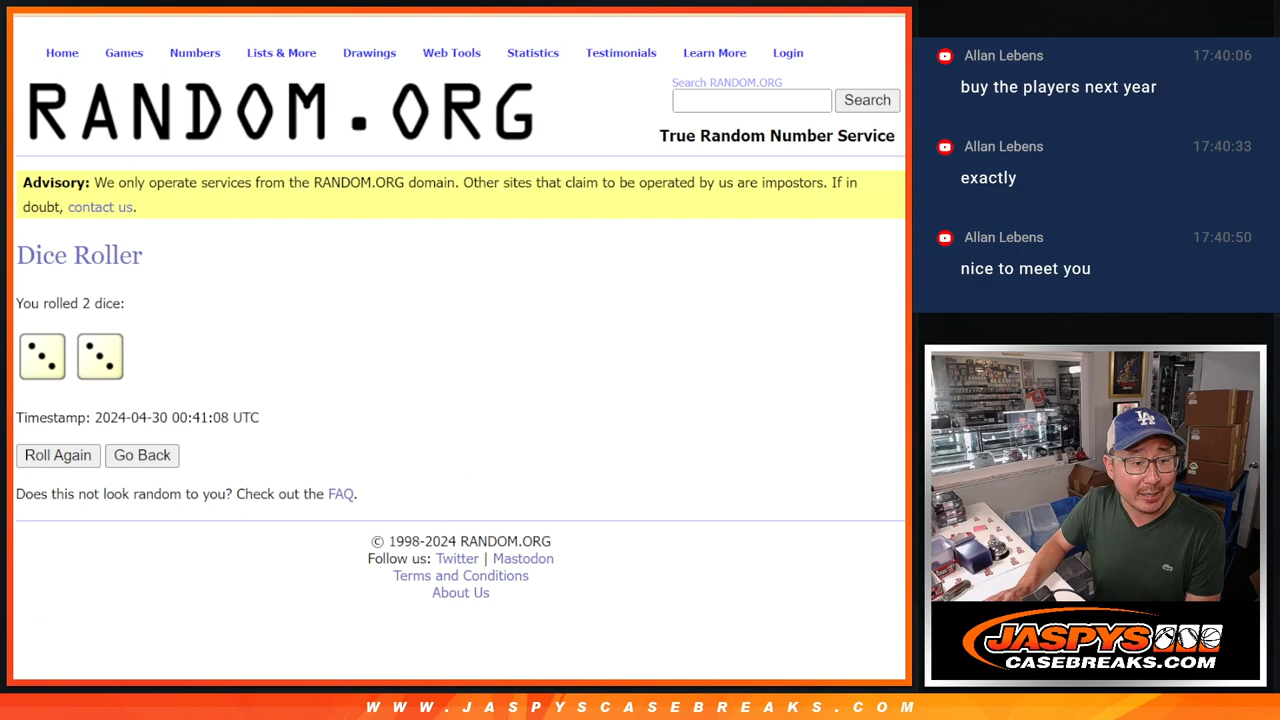 Home Games Numbers Lists & More Drawings Web Tools Statistics Testimonials Learn More Login
RANDOM.ORG
Search RANDOM.ORG
Search
True Random Number Service
Advisory: We only operate services from the RANDOM.ORG domain. Other sites that claim to be operated by us are impostors. If in
doubt, contact us.
Dice Roller
You rolled 2 dice:
Timestamp: 2024-04-30 00:41:08 UTC
Roll Again Go Back
Does this not look random to you? Check out the FAQ.
© 1998-2024 RANDOM.ORG
Follow us: Twitter | Mastodon
Terms and Conditions
About Us
Allan Lebens 17:40:06
buy the players next year
Allan Lebens 17:40:33
exactly
Allan Lebens 17:40:50
nice to meet you
LA
JASPYS
CASEBREAKS.COM
WWW.JASPYSCASEBREAKS.COM